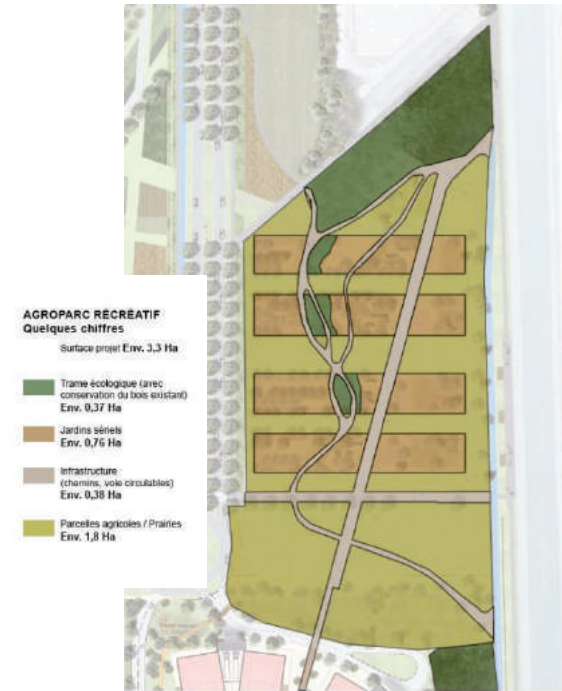 AGROPARC RÉCRÉATIF
Quelques chiffres
Surface projet Env. 3,3 Ha
Trame écologique (avec
conservation du bois existant)
Env. 0,37 Ha
Jardins sériels
Env. 0,76 Ha
Infrastructure
(chemins, voie circulables)
Env. 0,38 Ha
Parcelles agricoles / Prairies
Env. 1,8 Ha